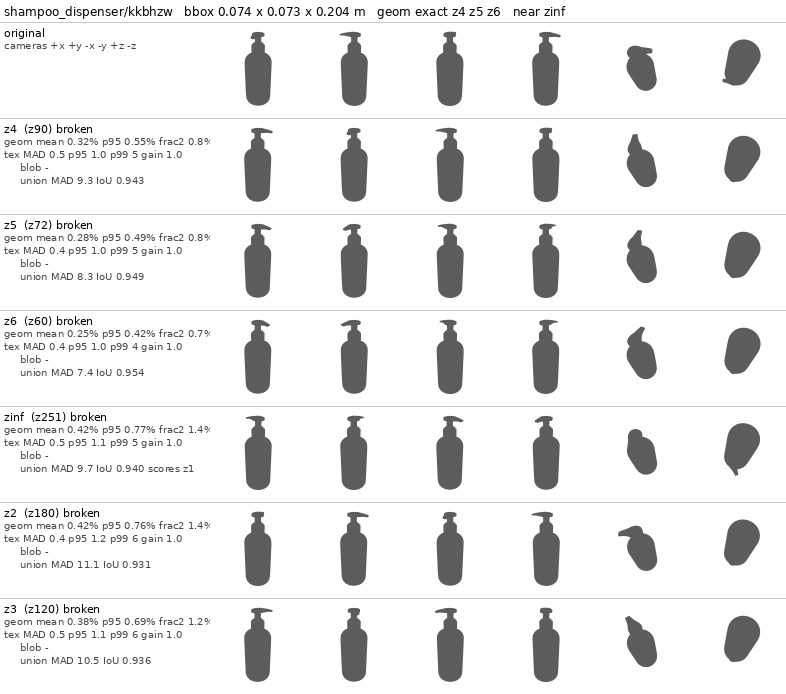 shampoo_dispenser/kkbhzw   bbox 0.074 x 0.073 x 0.204 m   geom exact z4 z5 z6   near zinf
original
cameras +x +y -x -y +z -z
z4  (z90) broken
geom mean 0.32% p95 0.55% frac2 0.8%
tex MAD 0.5 p95 1.0 p99 5 gain 1.0
blob -
union MAD 9.3 IoU 0.943
z5  (z72) broken
geom mean 0.28% p95 0.49% frac2 0.8%
tex MAD 0.4 p95 1.0 p99 5 gain 1.0
blob -
union MAD 8.3 IoU 0.949
z6  (z60) broken
geom mean 0.25% p95 0.42% frac2 0.7%
tex MAD 0.4 p95 1.0 p99 4 gain 1.0
blob -
union MAD 7.4 IoU 0.954
zinf  (z251) broken
geom mean 0.42% p95 0.77% frac2 1.4%
tex MAD 0.5 p95 1.1 p99 5 gain 1.0
blob -
union MAD 9.7 IoU 0.940 scores z1
z2  (z180) broken
geom mean 0.42% p95 0.76% frac2 1.4%
tex MAD 0.4 p95 1.2 p99 6 gain 1.0
blob -
union MAD 11.1 IoU 0.931
z3  (z120) broken
geom mean 0.38% p95 0.69% frac2 1.2%
tex MAD 0.5 p95 1.1 p99 6 gain 1.0
blob -
union MAD 10.5 IoU 0.936